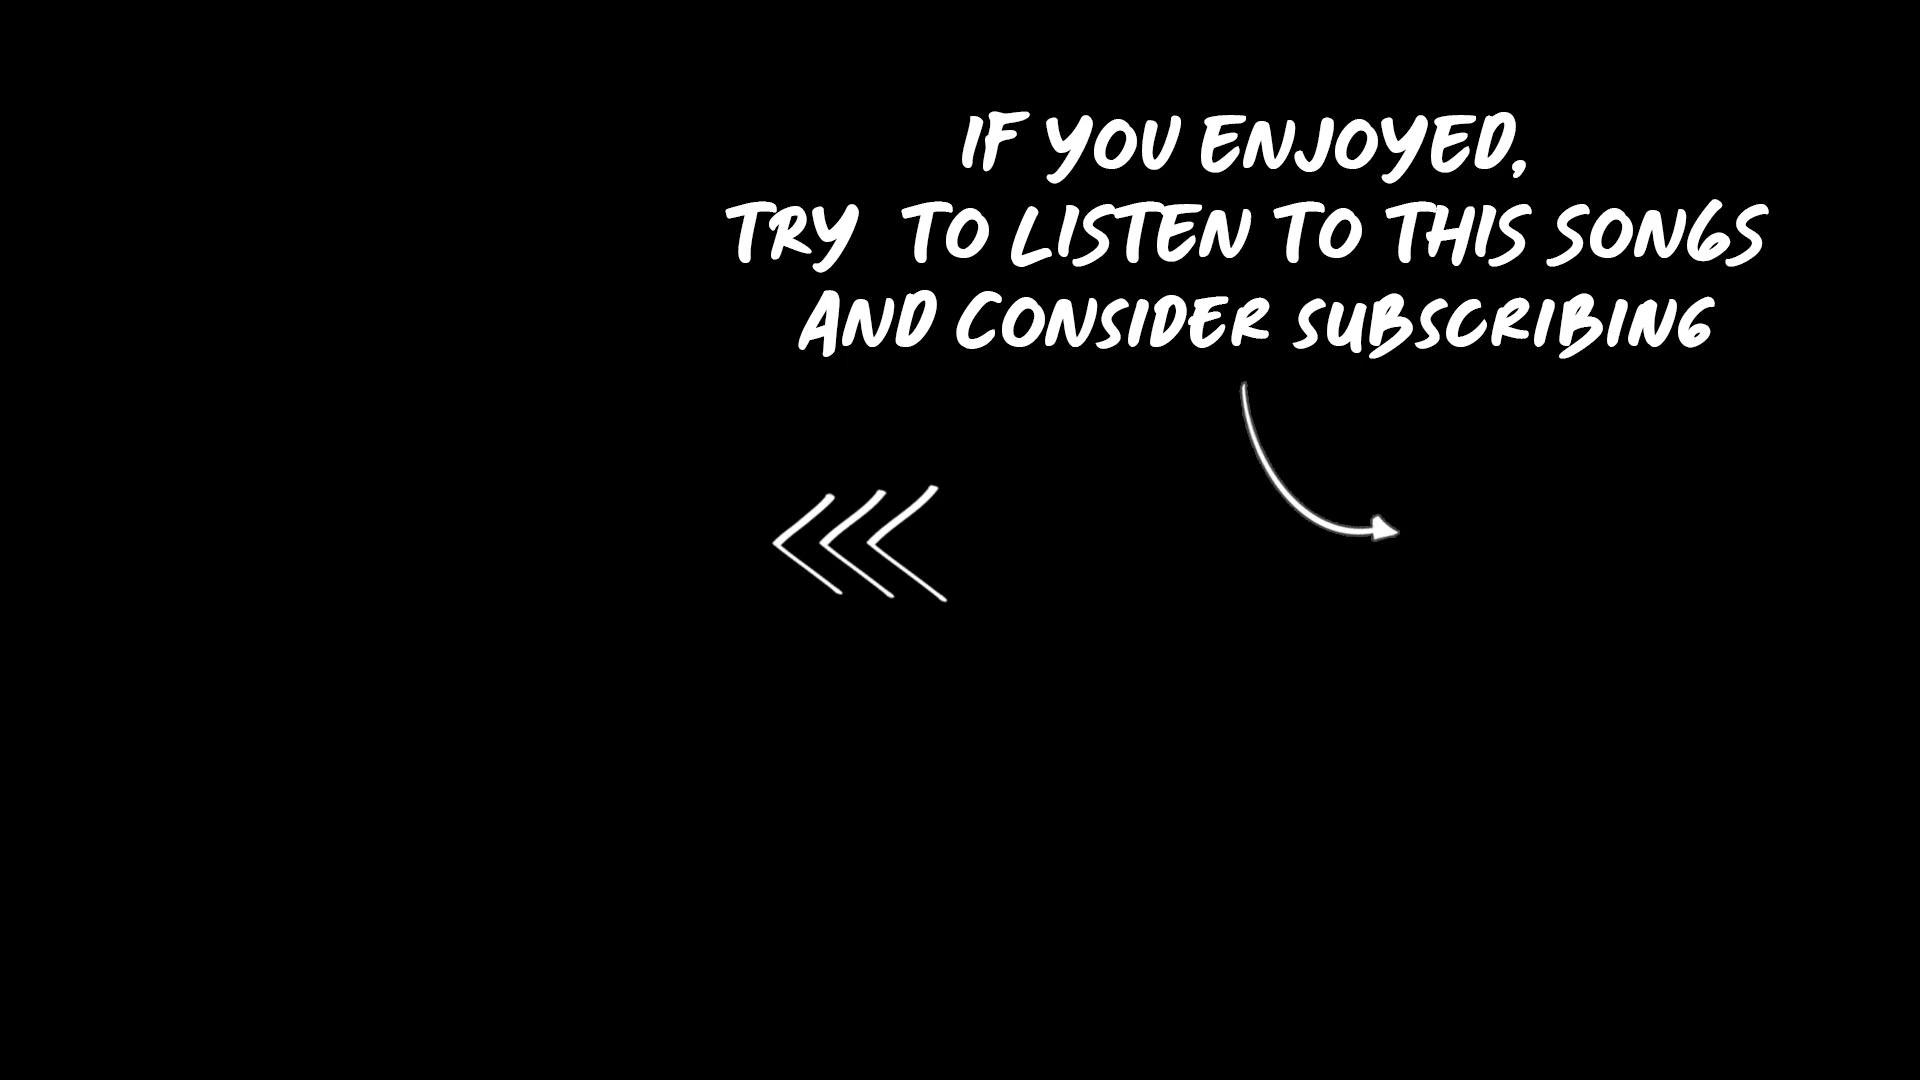 IF YOU ENJOYED,
TRY TO LISTEN TO THIS SONGS
AND CONSIDER SUBSCRIBING